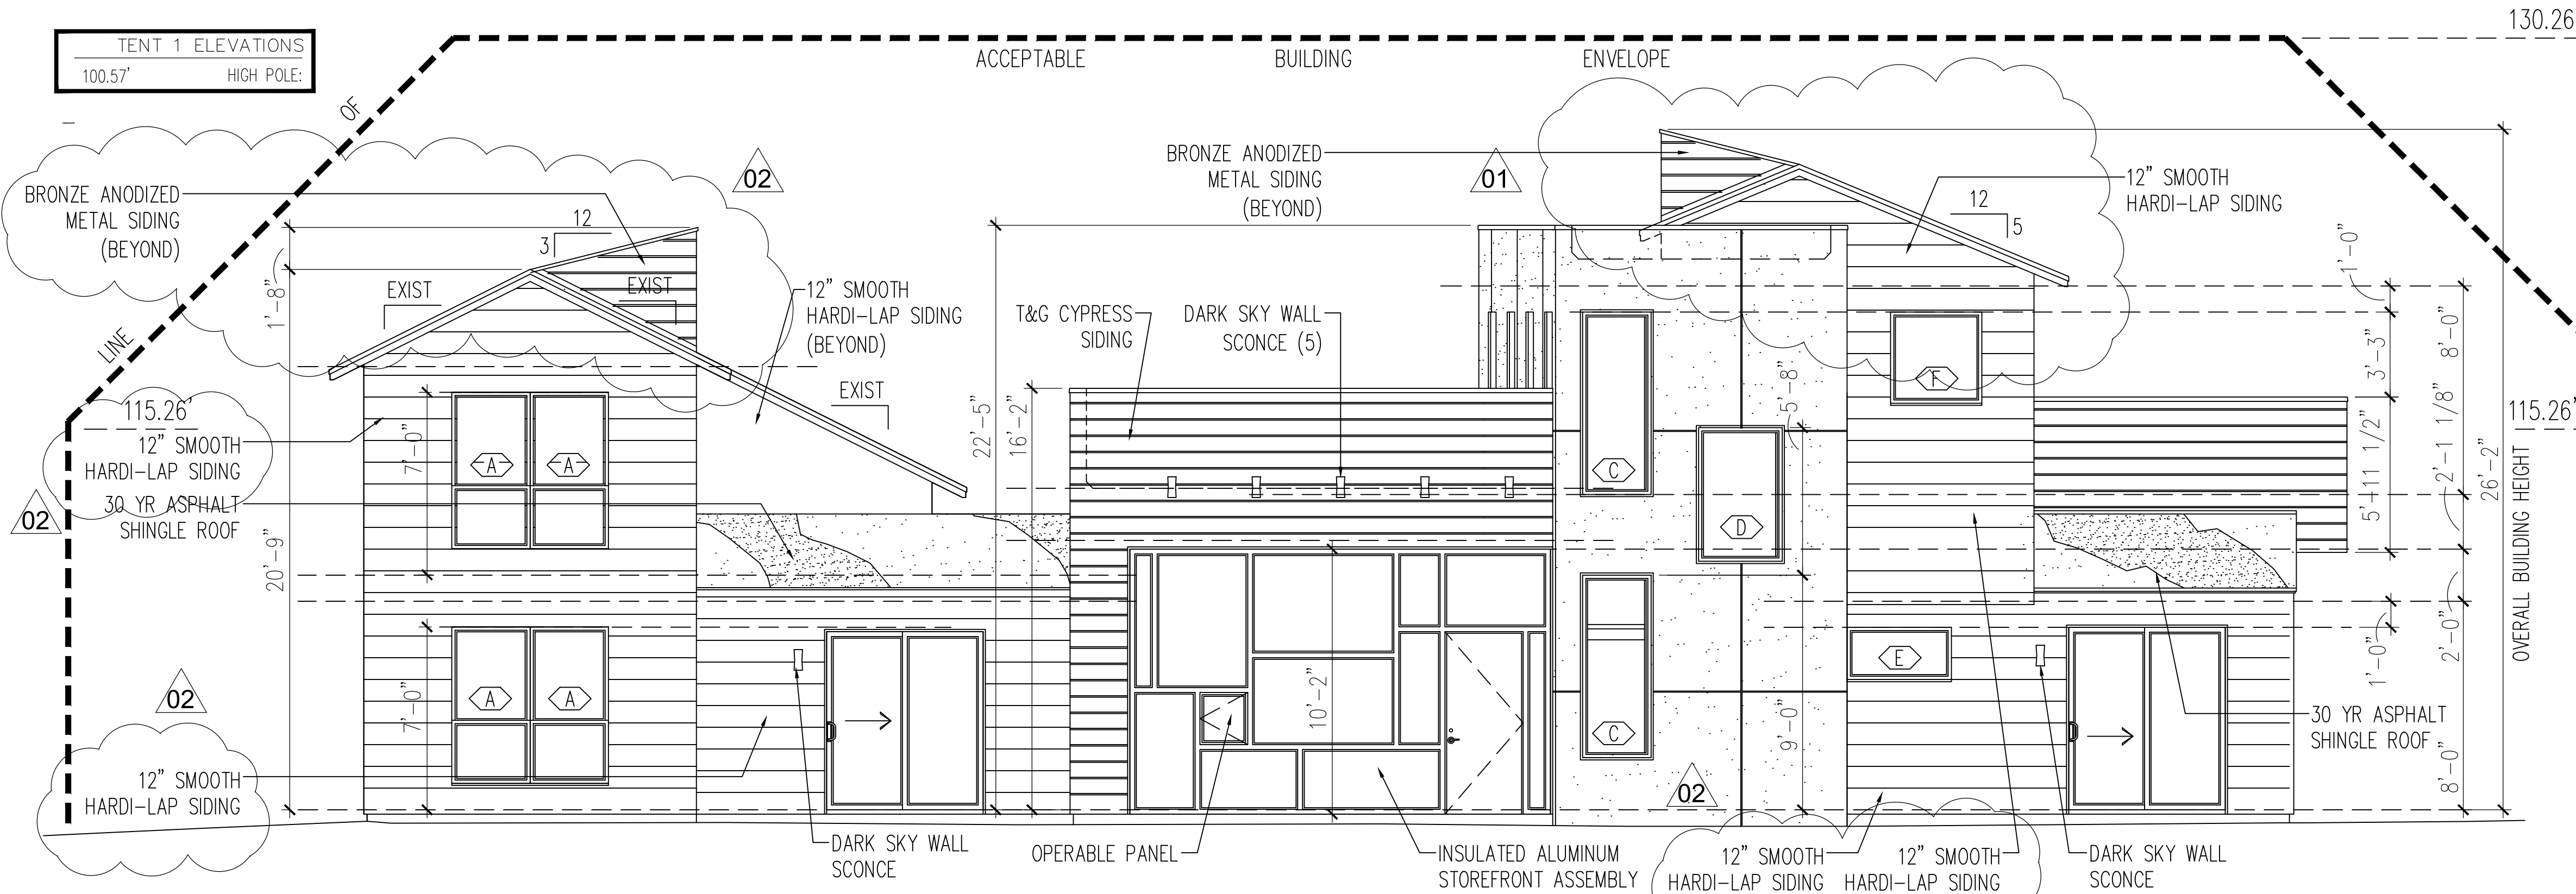 TENT 1 ELEVATIONS
100.57' HIGH POLE:
LINE OF ACCEPTABLE BUILDING ENVELOPE
130.26
BRONZE ANODIZED
METAL SIDING
(BEYOND)
02
12
3
EXIST
EXIST
12" SMOOTH
HARDI-LAP SIDING
(BEYOND)
EXIST
1'-8"
20'-9"
115.26'
12" SMOOTH
HARDI-LAP SIDING
30 YR ASPHALT
SHINGLE ROOF
02
7'-0"
A
A
7'-0"
A
A
02
12" SMOOTH
HARDI-LAP SIDING
DARK SKY WALL
SCONCE
BRONZE ANODIZED
METAL SIDING
(BEYOND)
01
22'-5"
16'-2"
T&G CYPRESS
SIDING
DARK SKY WALL
SCONCE (5)
10'-2"
OPERABLE PANEL
INSULATED ALUMINUM
STOREFRONT ASSEMBLY
C
D
C
5'-8"
9'-0"
02
12" SMOOTH
HARDI-LAP SIDING
12
5
F
E
12" SMOOTH
HARDI-LAP SIDING
12" SMOOTH
HARDI-LAP SIDING
DARK SKY WALL
SCONCE
30 YR ASPHALT
SHINGLE ROOF
1'-0"
3'-3"
5'+11 1/2"
1'-0"
8'-0"
2'-1 1/8"
2'-0"
8'-0"
26'-2"
OVERALL BUILDING HEIGHT
115.26'